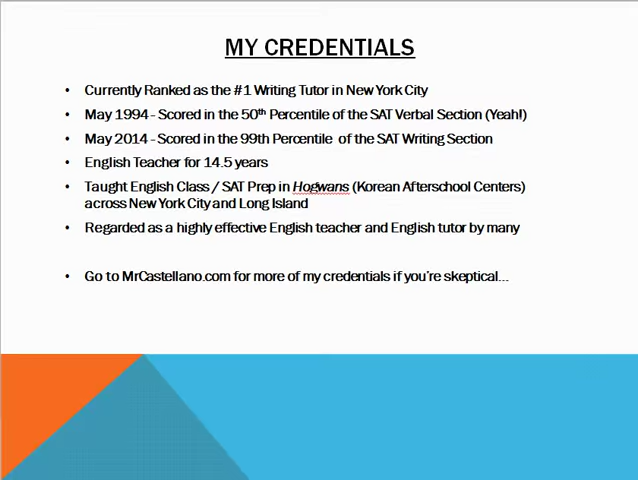 MY CREDENTIALS
• Currently Ranked as the #1 Writing Tutor in New York City
• May 1994 - Scored in the 50th Percentile of the SAT Verbal Section (Yeah!)
• May 2014 - Scored in the 99th Percentile of the SAT Writing Section
• English Teacher for 14.5 years
• Taught English Class / SAT Prep in Hogwans (Korean Afterschool Centers)
across New York City and Long Island
• Regarded as a highly effective English teacher and English tutor by many
• Go to MrCastellano.com for more of my credentials if you're skeptical...